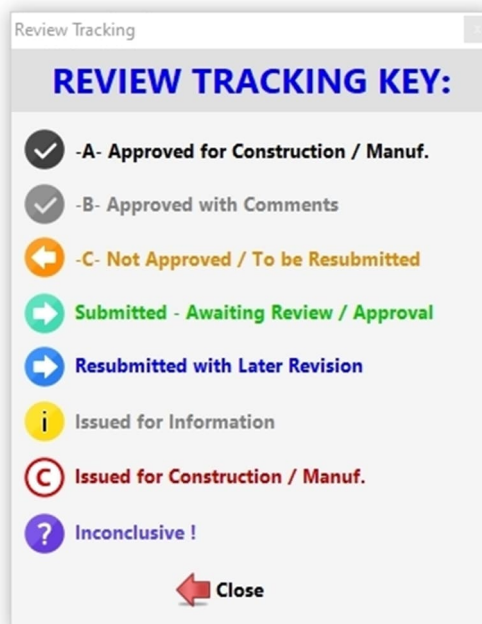 Review Tracking
REVIEW TRACKING KEY:
-A- Approved for Construction / Manuf.
-B- Approved with Comments
-C- Not Approved / To be Resubmitted
Submitted - Awaiting Review / Approval
Resubmitted with Later Revision
i Issued for Information
C Issued for Construction / Manuf.
? Inconclusive !
Close